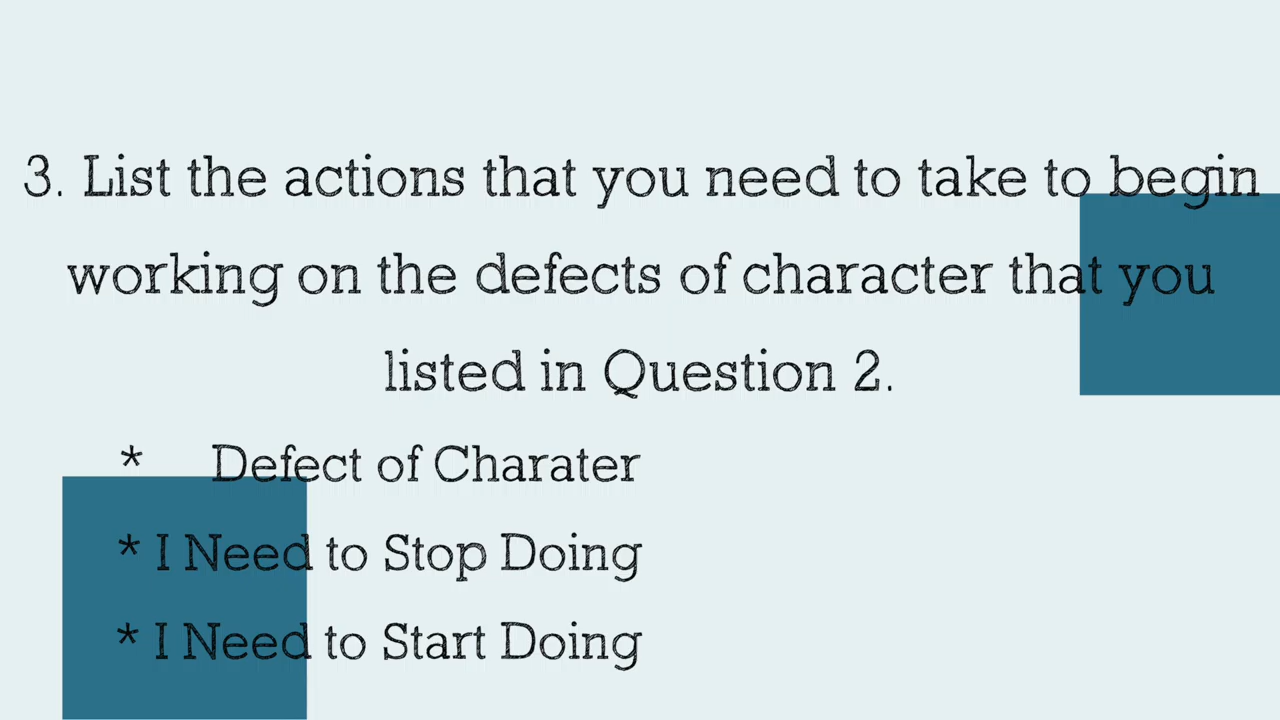 3. List the actions that you need to take to begin
working on the defects of character that you
listed in Question 2.
* Defect of Charater
* I Need to Stop Doing
* I Need to Start Doing